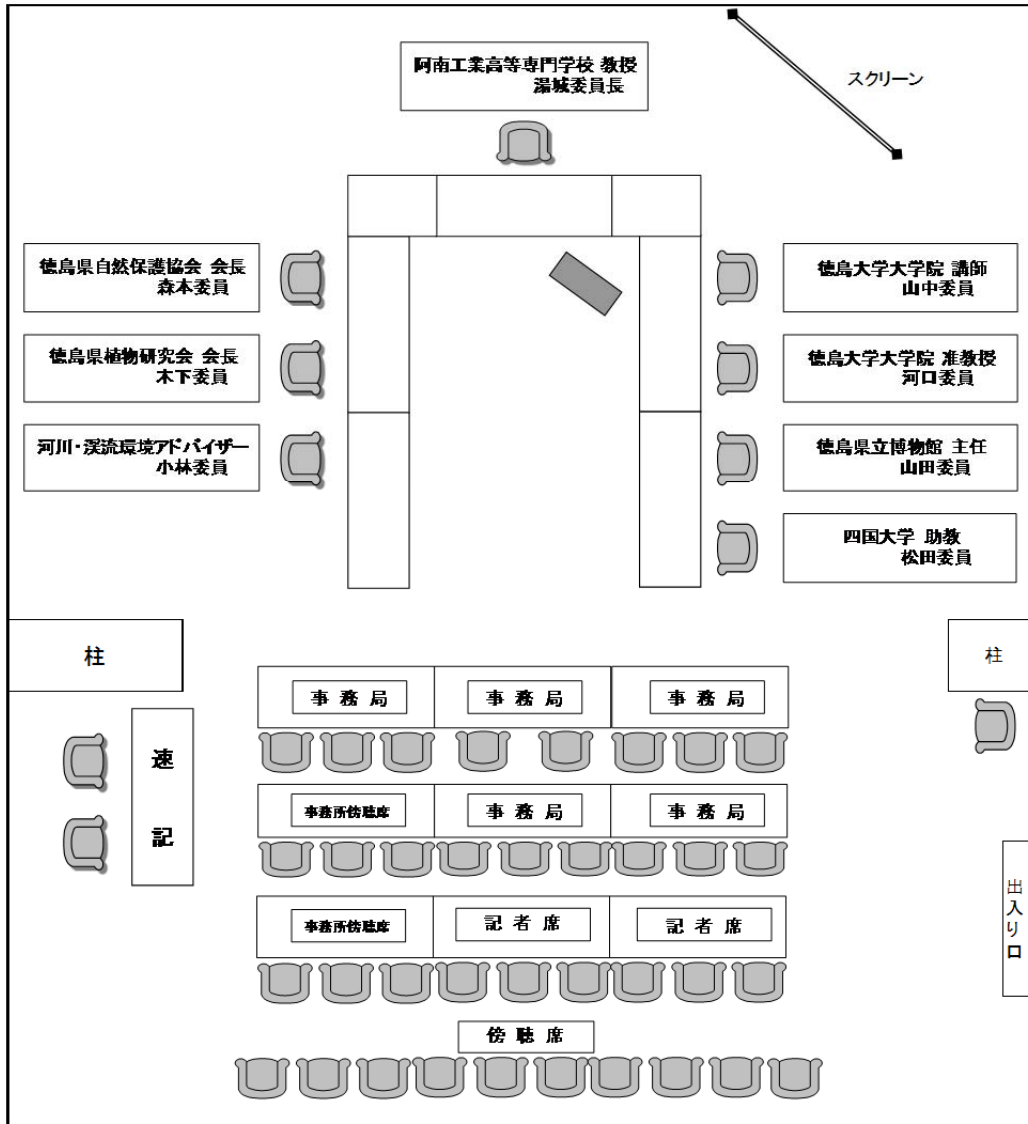 阿南工業高等専門学校 教授
湯城委員長
スクリーン
徳島県自然保護協会 会長
森本委員
徳島大学大学院 講師
山中委員
徳島県植物研究会 会長
木下委員
徳島大学大学院 准教授
河口委員
河川・渓流環境アドバイザー
小林委員
徳島県立博物館 主任
山田委員
四国大学 助教
松田委員
柱
柱
事務局
事務局
事務局
速記
事務所傍聴席
事務局
事務局
出入り口
事務所傍聴席
記者席
記者席
傍聴席